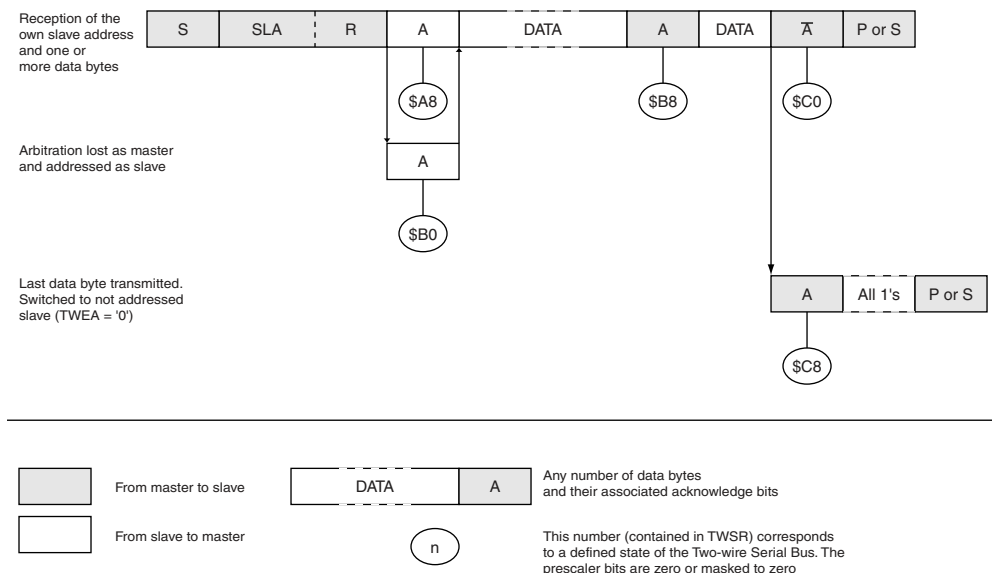 Reception of the
own slave address
and one or
more data bytes
S SLA R A DATA A DATA A̅ P or S
$A8 $B8 $C0
Arbitration lost as master
and addressed as slave
A
$B0
Last data byte transmitted.
Switched to not addressed
slave (TWEA = '0')
A All 1's P or S
$C8
From master to slave
DATA A
Any number of data bytes
and their associated acknowledge bits
From slave to master
n
This number (contained in TWSR) corresponds
to a defined state of the Two-wire Serial Bus. The
prescaler bits are zero or masked to zero